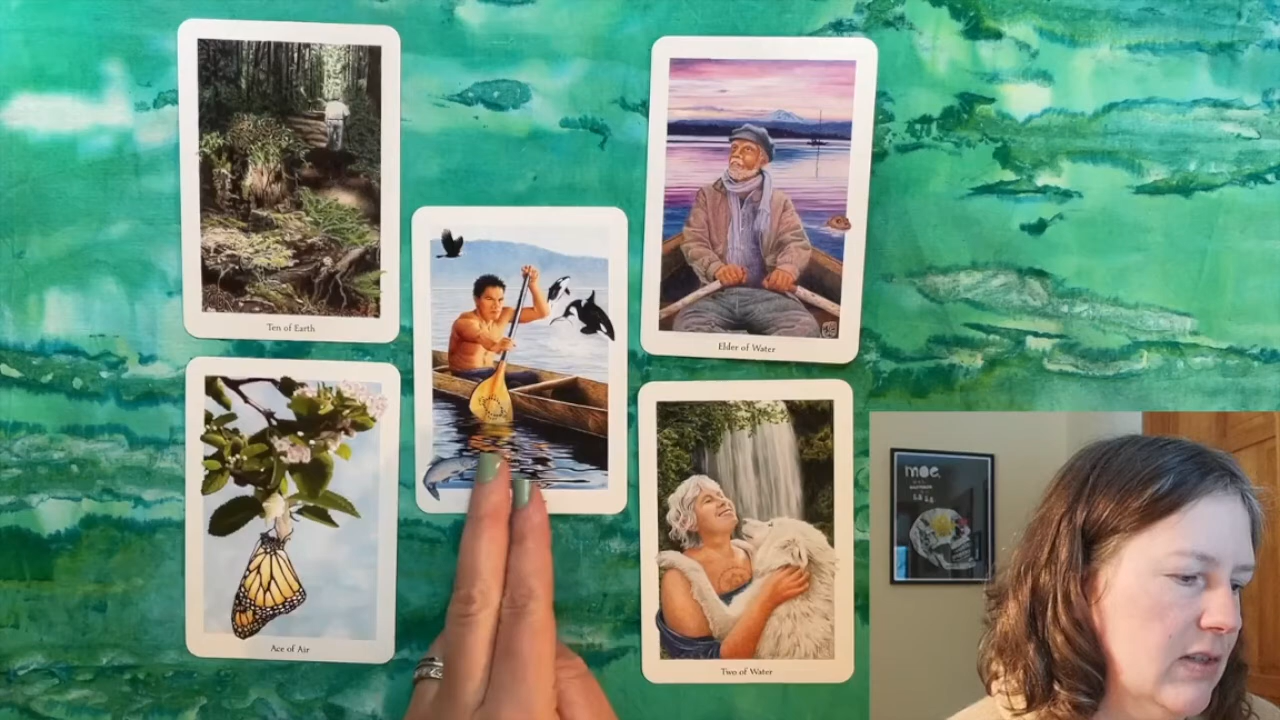 Ten of Earth
Elder of Water
Ace of Air
Two of Water
moe.